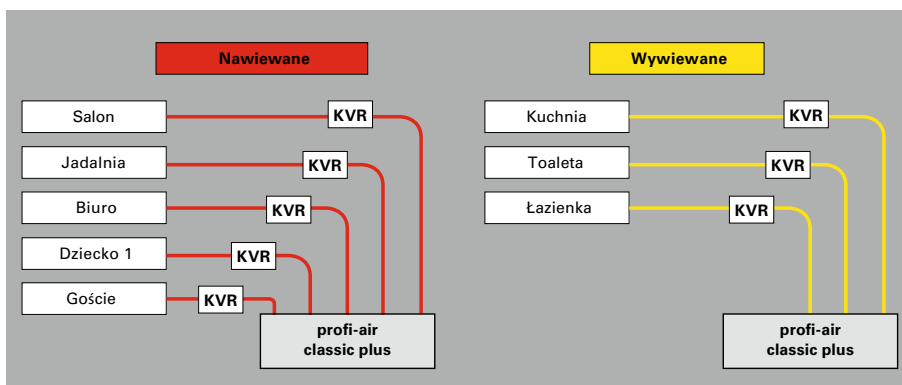 Nawiewane
Salon
KVR
Jadalnia
KVR
Biuro
KVR
Dziecko 1
KVR
Goście
KVR
profi-air
classic plus
Wywiewane
Kuchnia
KVR
Toaleta
KVR
Łazienka
KVR
profi-air
classic plus